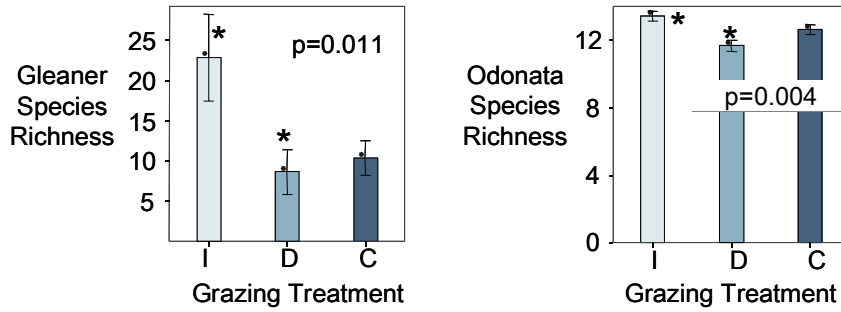 Gleaner
Species
Richness
25
20
15
10
5
*
*
p=0.011
I D C
Grazing Treatment
Odonata
Species
Richness
12
8
4
0
*
*
p=0.004
I D C
Grazing Treatment